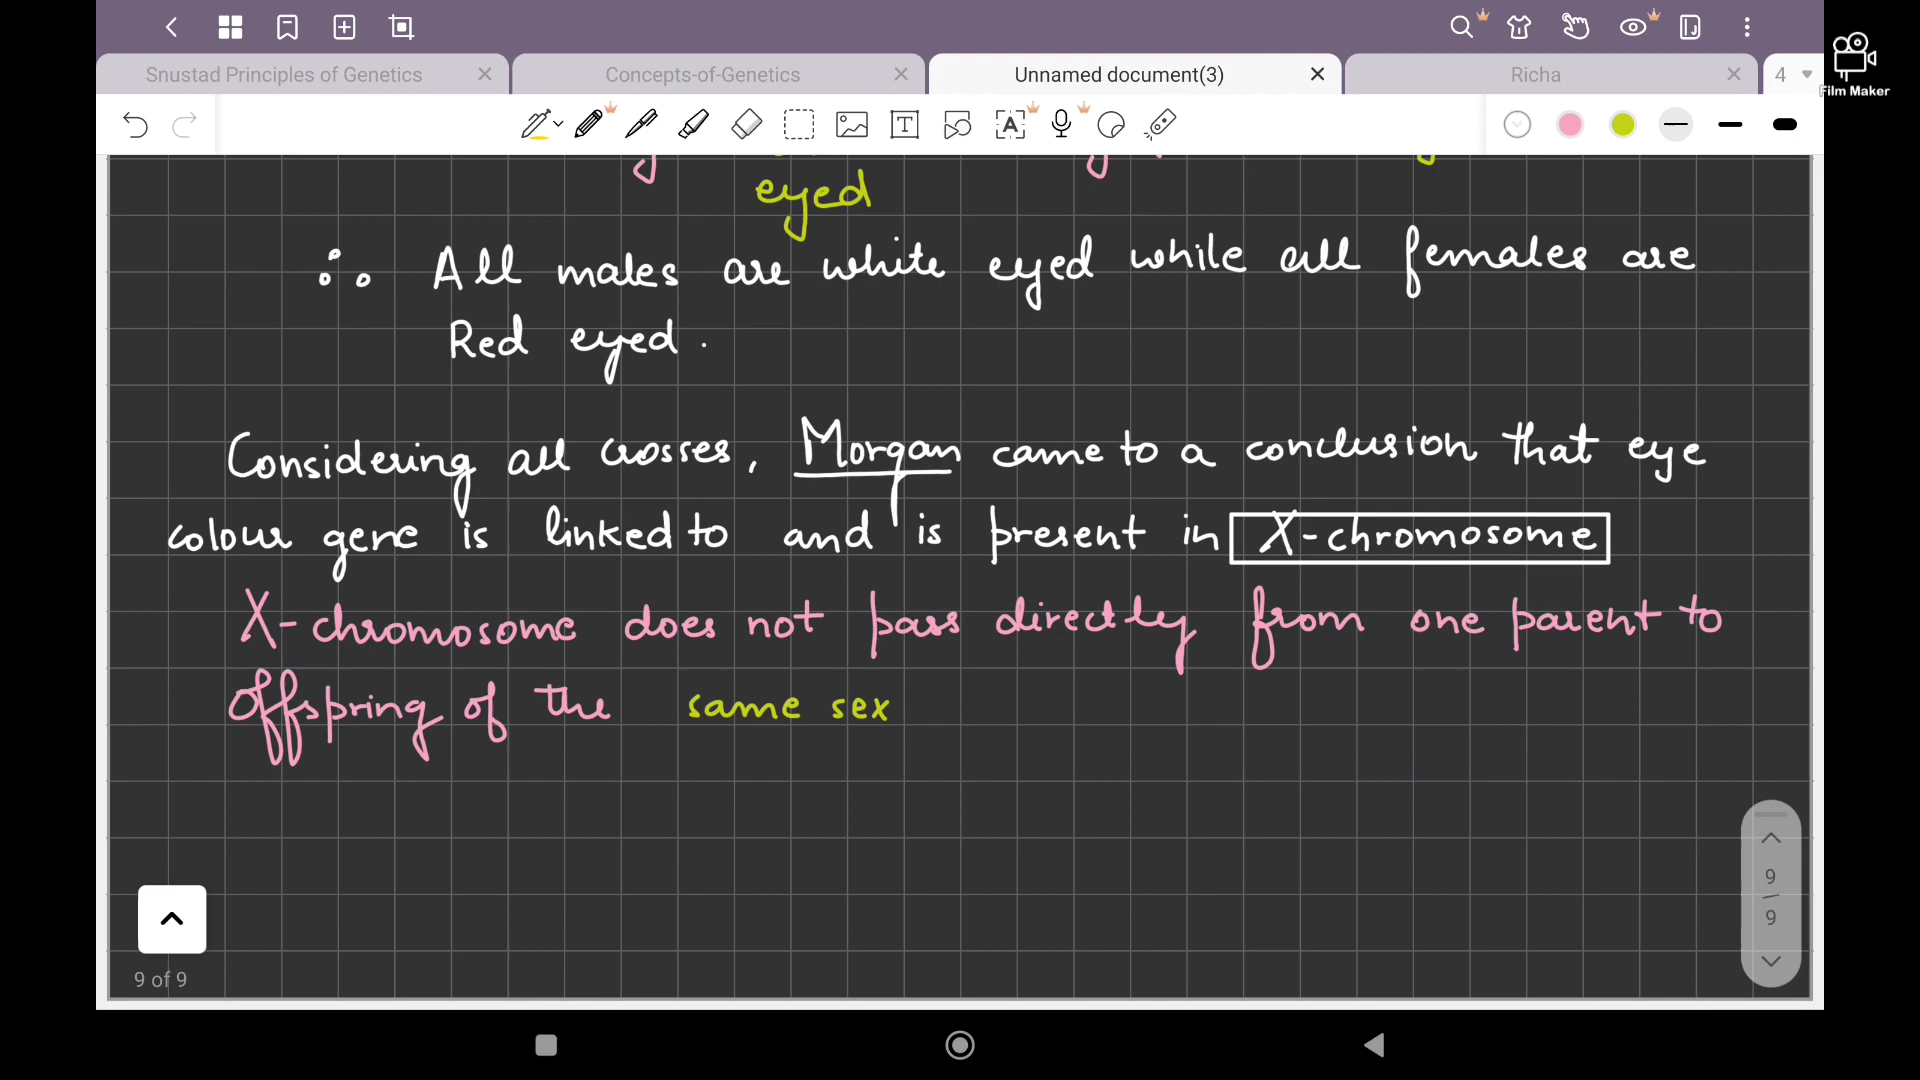 Snustad Principles of Genetics
Concepts-of-Genetics
Unnamed document(3)
Richa
4
Film Maker
eyed
∴ All males are white eyed while all females are
Red eyed.
Considering all crosses, Morgan came to a conclusion that eye
colour gene is linked to and is present in X-chromosome
X-chromosome does not pass directly from one parent to
offspring of the same sex
9
9
9 of 9